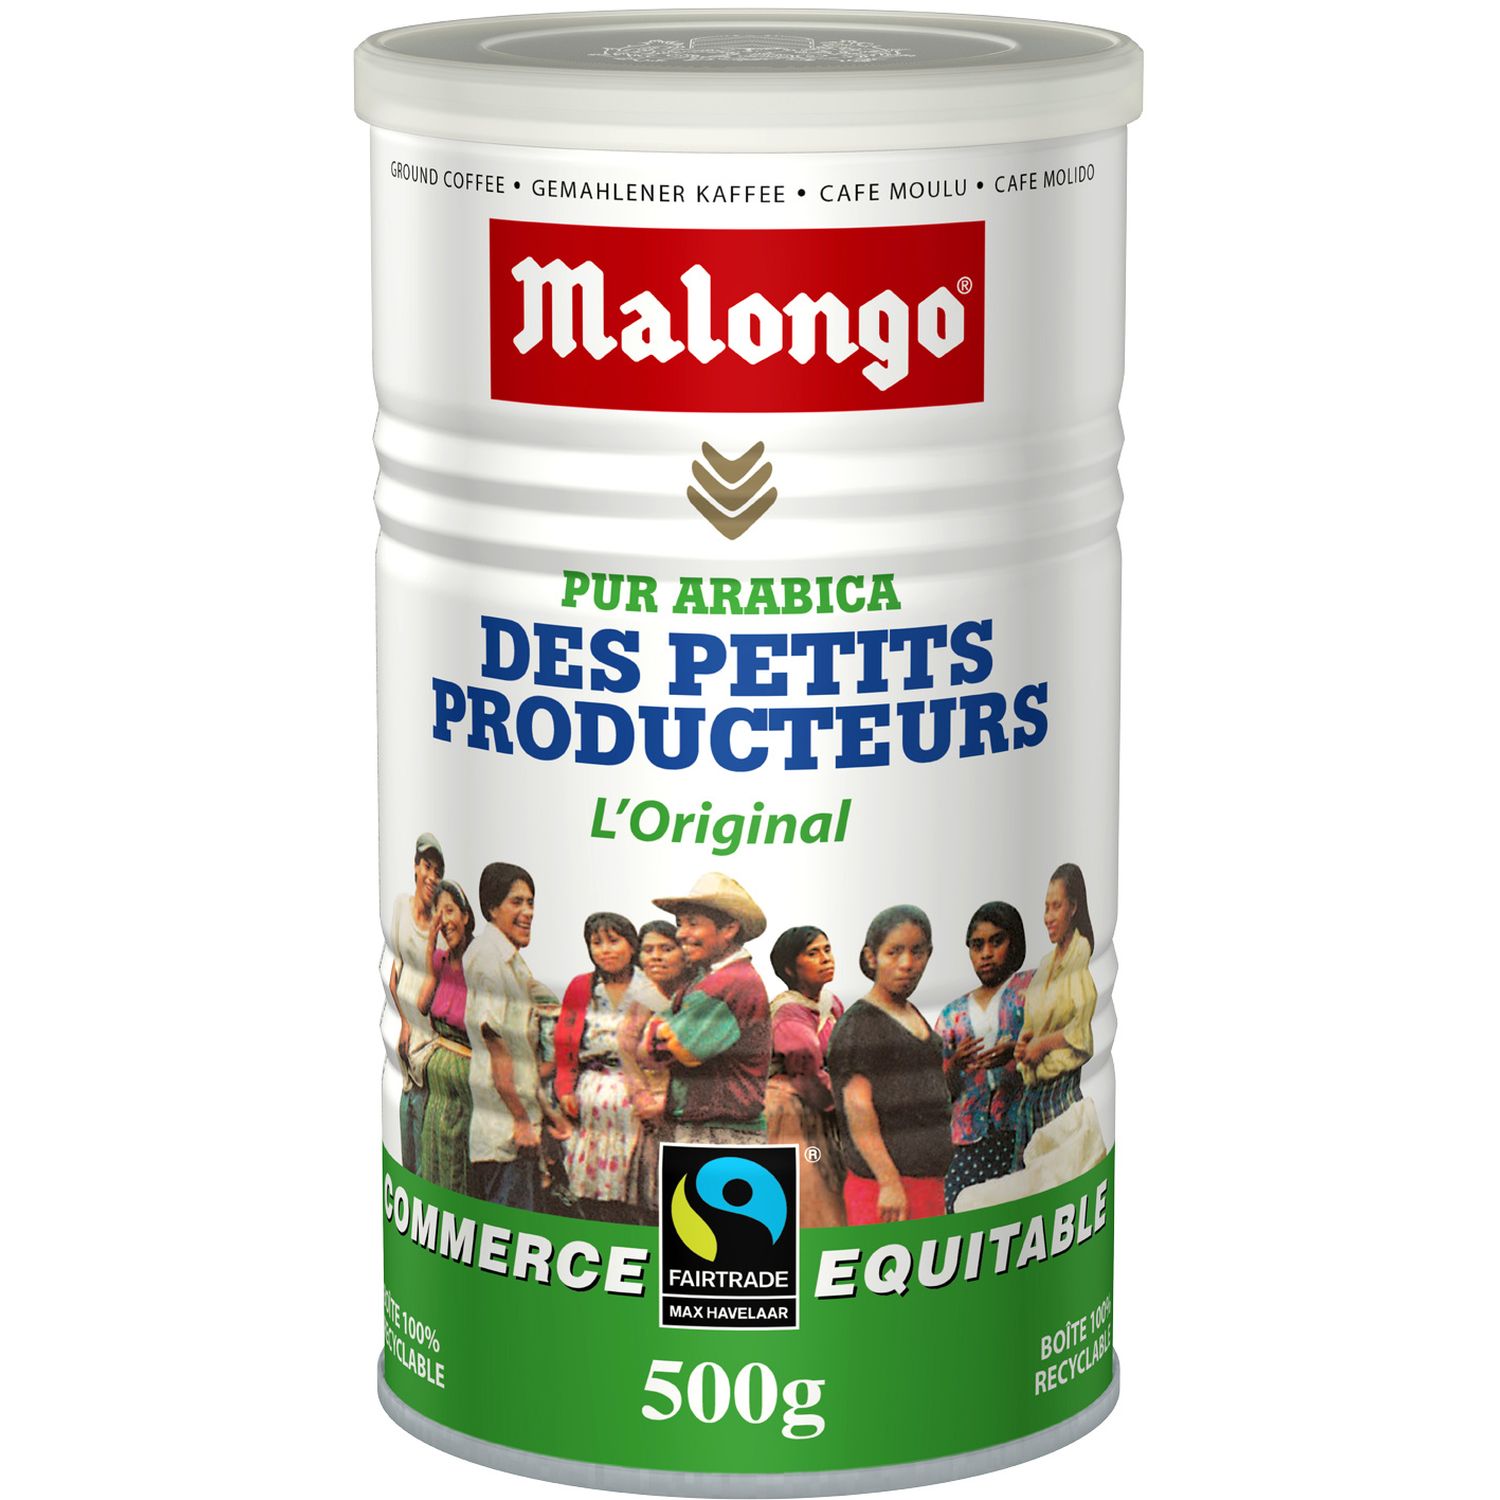 GROUND COFFEE • GEMAHLENER KAFFEE • CAFE MOULU • CAFE MOLIDO
Malongo®
PUR ARABICA
DES PETITS
PRODUCTEURS
L'Original
COMMERCE EQUITABLE
®
FAIRTRADE
MAX HAVELAAR
BOÎTE 100%
RECYCLABLE
500g
BOÎTE 100%
RECYCLABLE